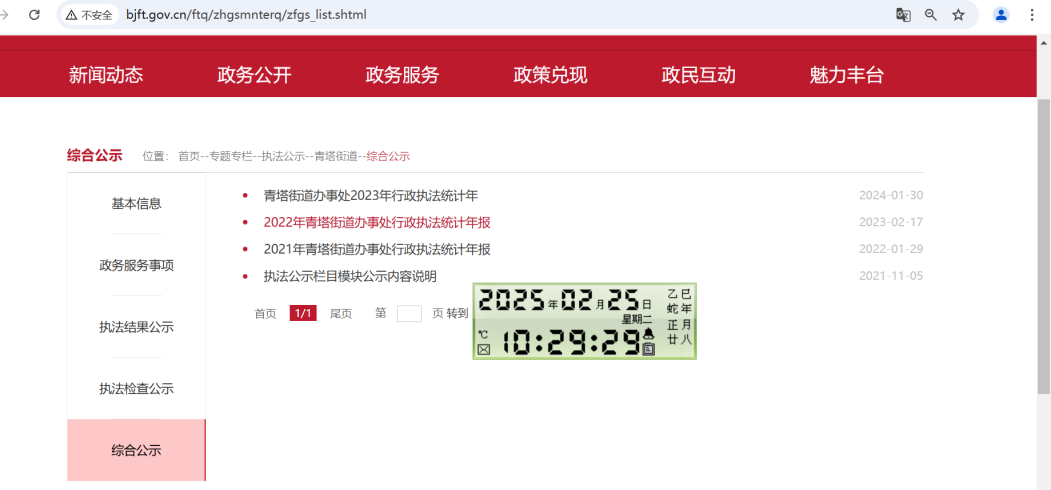 不安全 bjft.gov.cn/ftq/zhgsmnterq/zfgs_list.shtml
新闻动态 政务公开 政务服务 政策兑现 政民互动 魅力丰台
综合公示 位置： 首页--专题专栏--执法公示--青塔街道--综合公示
基本信息
政务服务事项
执法结果公示
执法检查公示
综合公示
青塔街道办事处2023年行政执法统计年 2024-01-30
2022年青塔街道办事处行政执法统计年报 2023-02-17
2021年青塔街道办事处行政执法统计年报 2022-01-29
执法公示栏目模块公示内容说明 2021-11-05
首页 1/1 尾页 第 页 转到
2025年02月25日
星期二
℃ 10:29:29
乙巳
蛇年
正月
廿八